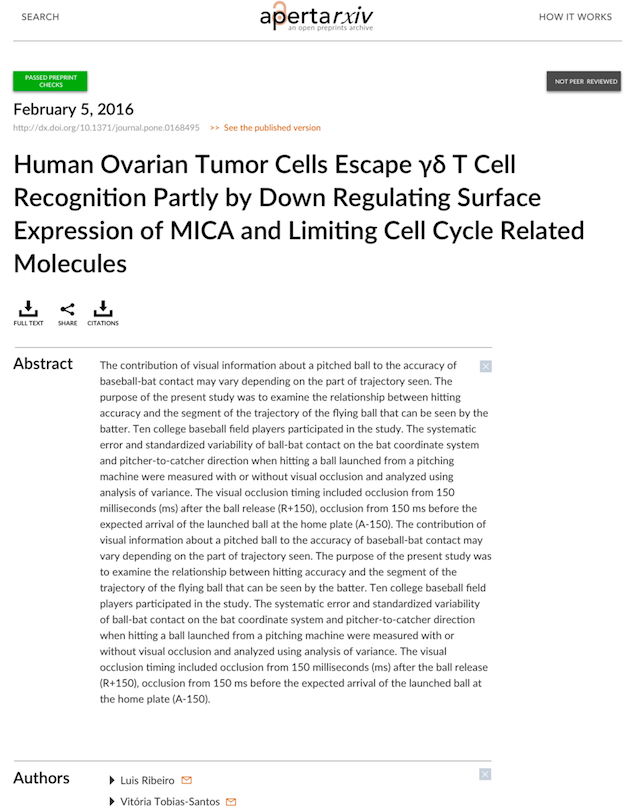 SEARCH
apertarxiv
an open preprints archive
HOW IT WORKS
PASSED PREPRINT
CHECKS
NOT PEER REVIEWED
February 5, 2016
http://dx.doi.org/10.1371/journal.pone.0168495 >> See the published version
Human Ovarian Tumor Cells Escape γδ T Cell
Recognition Partly by Down Regulating Surface
Expression of MICA and Limiting Cell Cycle Related
Molecules
FULL TEXT SHARE CITATIONS
Abstract
The contribution of visual information about a pitched ball to the accuracy of
baseball-bat contact may vary depending on the part of trajectory seen. The
purpose of the present study was to examine the relationship between hitting
accuracy and the segment of the trajectory of the flying ball that can be seen by the
batter. Ten college baseball field players participated in the study. The systematic
error and standardized variability of ball-bat contact on the bat coordinate system
and pitcher-to-catcher direction when hitting a ball launched from a pitching
machine were measured with or without visual occlusion and analyzed using
analysis of variance. The visual occlusion timing included occlusion from 150
milliseconds (ms) after the ball release (R+150), occlusion from 150 ms before the
expected arrival of the launched ball at the home plate (A-150). The contribution of
visual information about a pitched ball to the accuracy of baseball-bat contact may
vary depending on the part of trajectory seen. The purpose of the present study was
to examine the relationship between hitting accuracy and the segment of the
trajectory of the flying ball that can be seen by the batter. Ten college baseball field
players participated in the study. The systematic error and standardized variability
of ball-bat contact on the bat coordinate system and pitcher-to-catcher direction
when hitting a ball launched from a pitching machine were measured with or
without visual occlusion and analyzed using analysis of variance. The visual
occlusion timing included occlusion from 150 milliseconds (ms) after the ball release
(R+150), occlusion from 150 ms before the expected arrival of the launched ball at
the home plate (A-150).
Authors
Luis Ribeiro
Vitória Tobias-Santos